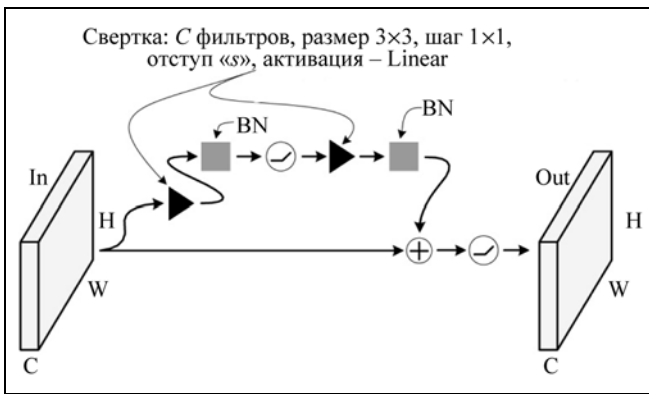 Свертка: C фильтров, размер 3×3, шаг 1×1,
отступ «s», активация – Linear
BN
BN
In
H
W
C
Out
H
W
C